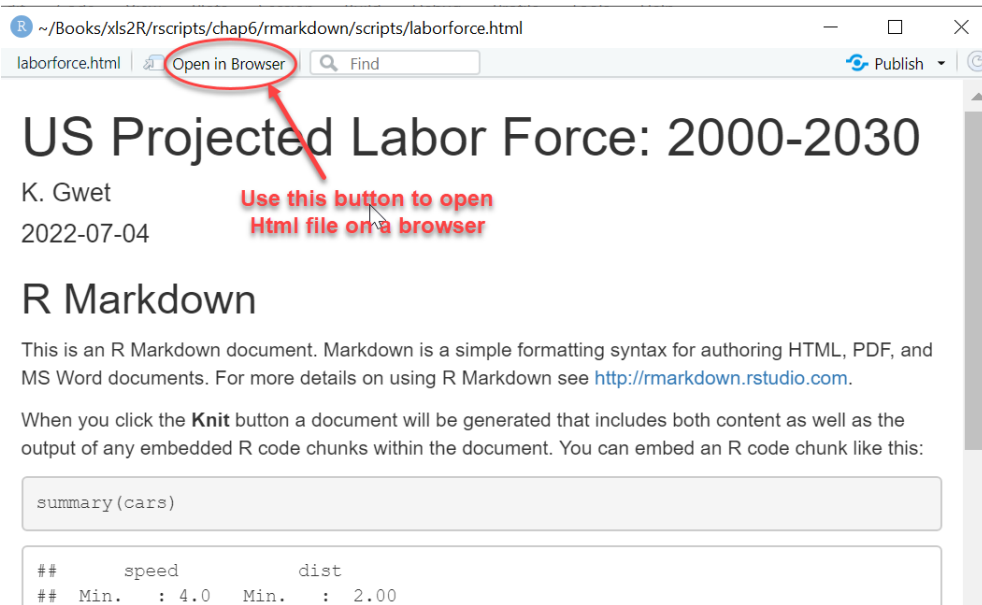 R ~/Books/xls2R/rscripts/chap6/rmarkdown/scripts/laborforce.html
laborforce.html Open in Browser Find Publish
US Projected Labor Force: 2000-2030
K. Gwet
Use this button to open
Html file on a browser
2022-07-04
R Markdown
This is an R Markdown document. Markdown is a simple formatting syntax for authoring HTML, PDF, and
MS Word documents. For more details on using R Markdown see http://rmarkdown.rstudio.com.
When you click the Knit button a document will be generated that includes both content as well as the
output of any embedded R code chunks within the document. You can embed an R code chunk like this:
summary(cars)
##      speed           dist
## Min.   : 4.0   Min.   :  2.00